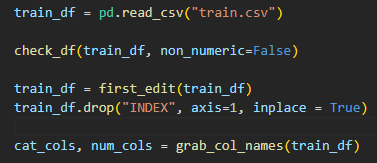 train_df = pd.read_csv("train.csv")
check_df(train_df, non_numeric=False)
train_df = first_edit(train_df)
train_df.drop("INDEX", axis=1, inplace = True)
cat_cols, num_cols = grab_col_names(train_df)